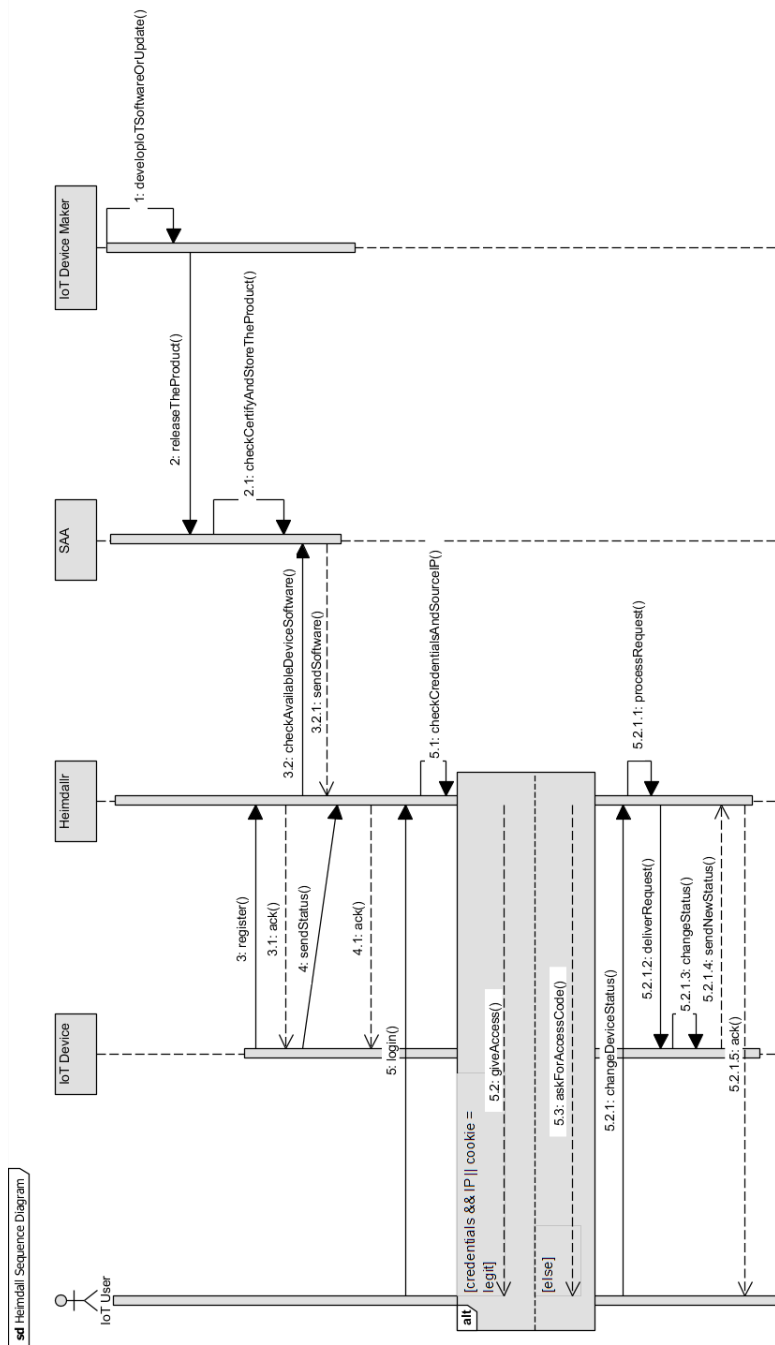 sd Heimdall Sequence Diagram
IoT User
IoT Device
Heimdallr
SAA
IoT Device Maker
1: developIoTSoftwareOrUpdate()
2: releaseTheProduct()
2.1: checkCertifyAndStoreTheProduct()
3: register()
3.1: ack()
3.2: checkAvailableDeviceSoftware()
4: sendStatus()
3.2.1: sendSoftware()
4.1: ack()
5: login()
5.1: checkCredentialsAndSourceIP()
alt
[credentials && IP || cookie =
legit]
5.2: giveAccess()
[else]
5.3: askForAccessCode()
5.2.1: changeDeviceStatus()
5.2.1.1: processRequest()
5.2.1.2: deliverRequest()
5.2.1.3: changeStatus()
5.2.1.4: sendNewStatus()
5.2.1.5: ack()